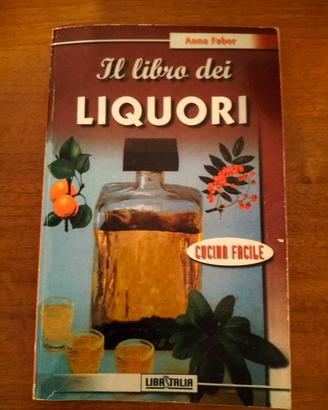 Anna Faber
Il libro dei
LIQUORI
CUCINA FACILE
LIBRITALIA